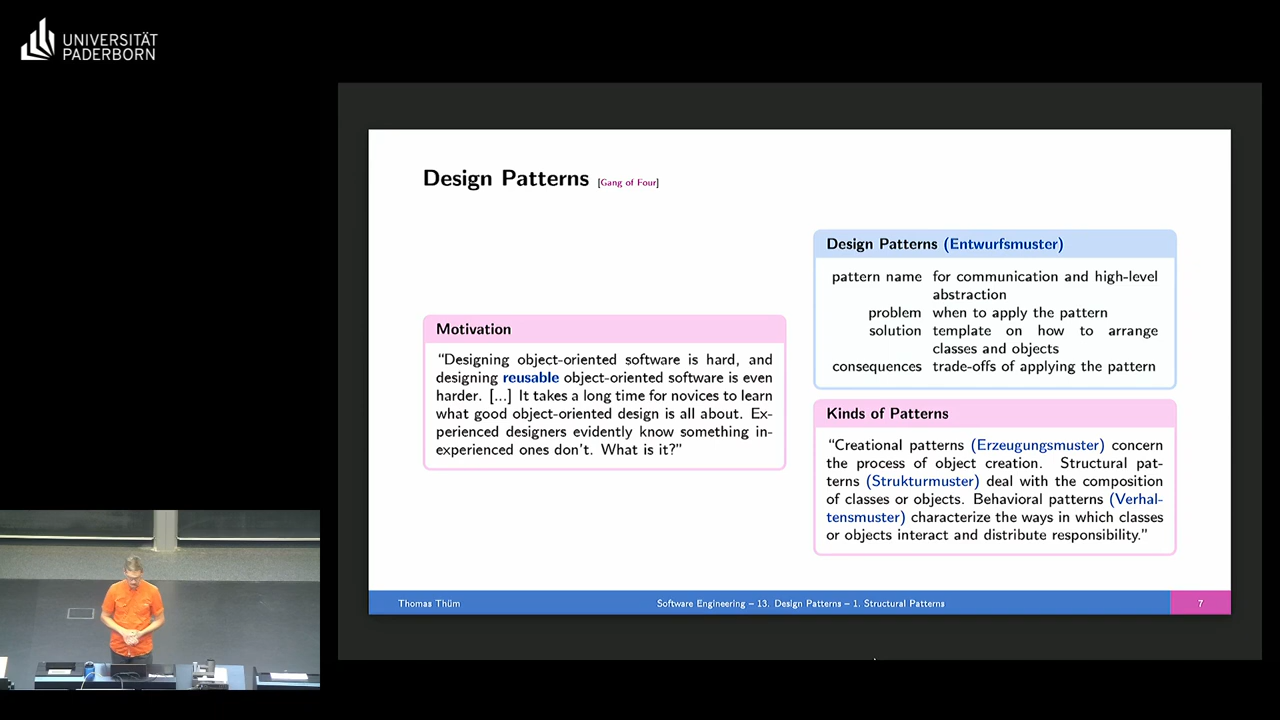 UNIVERSITÄT
PADERBORN
Design Patterns [Gang of Four]
Motivation
“Designing object-oriented software is hard, and
designing reusable object-oriented software is even
harder. [...] It takes a long time for novices to learn
what good object-oriented design is all about. Ex-
perienced designers evidently know something in-
experienced ones don't. What is it?”
Design Patterns (Entwurfsmuster)
pattern name for communication and high-level
abstraction
problem when to apply the pattern
solution template on how to arrange
classes and objects
consequences trade-offs of applying the pattern
Kinds of Patterns
“Creational patterns (Erzeugungsmuster) concern
the process of object creation. Structural pat-
terns (Strukturmuster) deal with the composition
of classes or objects. Behavioral patterns (Verhal-
tensmuster) characterize the ways in which classes
or objects interact and distribute responsibility.”
Thomas Thüm
Software Engineering – 13. Design Patterns – 1. Structural Patterns
7